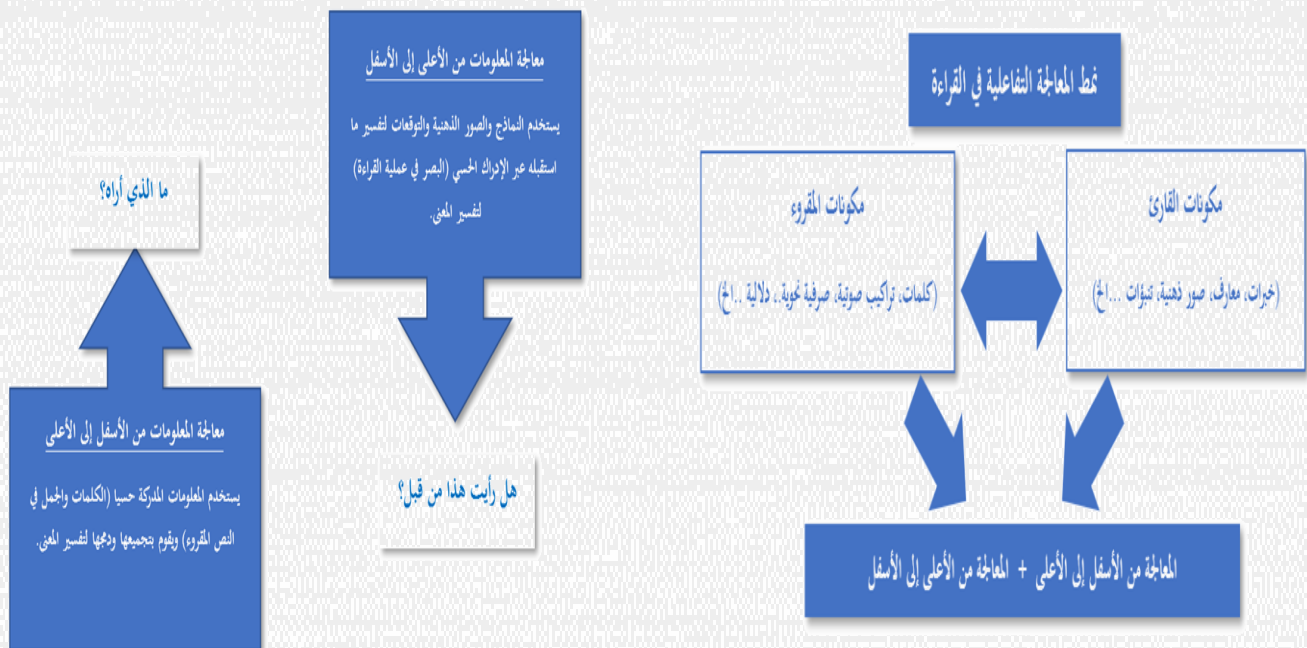 نمط المعالجة التفاعلية في القراءة
مكونات القارئ
(خبرات، معارف، صور ذهنية، تنبؤات ...الخ)
مكونات المقروء
(كلمات، تراكيب صوتية، صرفية نحوية،، دلالية ..الخ)
المعالجة من الأسفل إلى الأعلى + المعالجة من الأعلى إلى الأسفل
معالجة المعلومات من الأعلى إلى الأسفل
يستخدم النماذج والصور الذهنية والتوقعات لتفسير ما
استقبله عبر الإدراك الحسي (البصر في عملية القراءة)
لتفسير المعنى.
هل رأيت هذا من قبل؟
ما الذي أراه؟
معالجة المعلومات من الأسفل إلى الأعلى
يستخدم المعلومات المدركة حسيا (الكلمات والجمل في
النص المقروء) ويقوم بتجميعها ودمجها لتفسير المعنى.